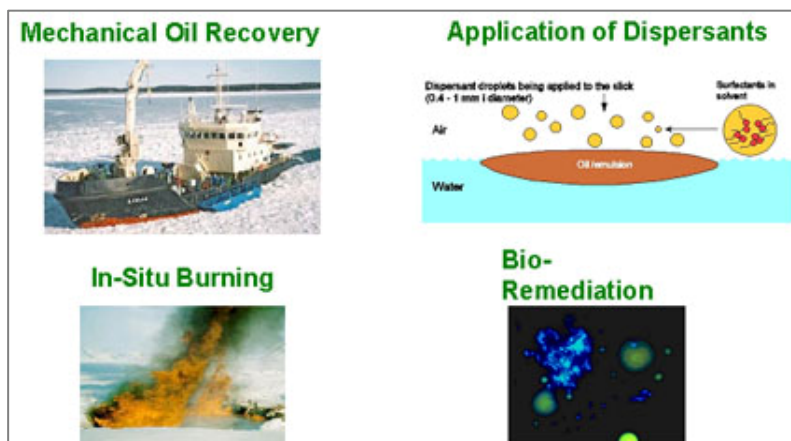 Mechanical Oil Recovery
Application of Dispersants
Dispersant droplets being applied to the slick
(0.4 - 1 mm i diameter)
Surfactants in
solvent
Air
Oil
Water
In-Situ Burning
Bio-
Remediation